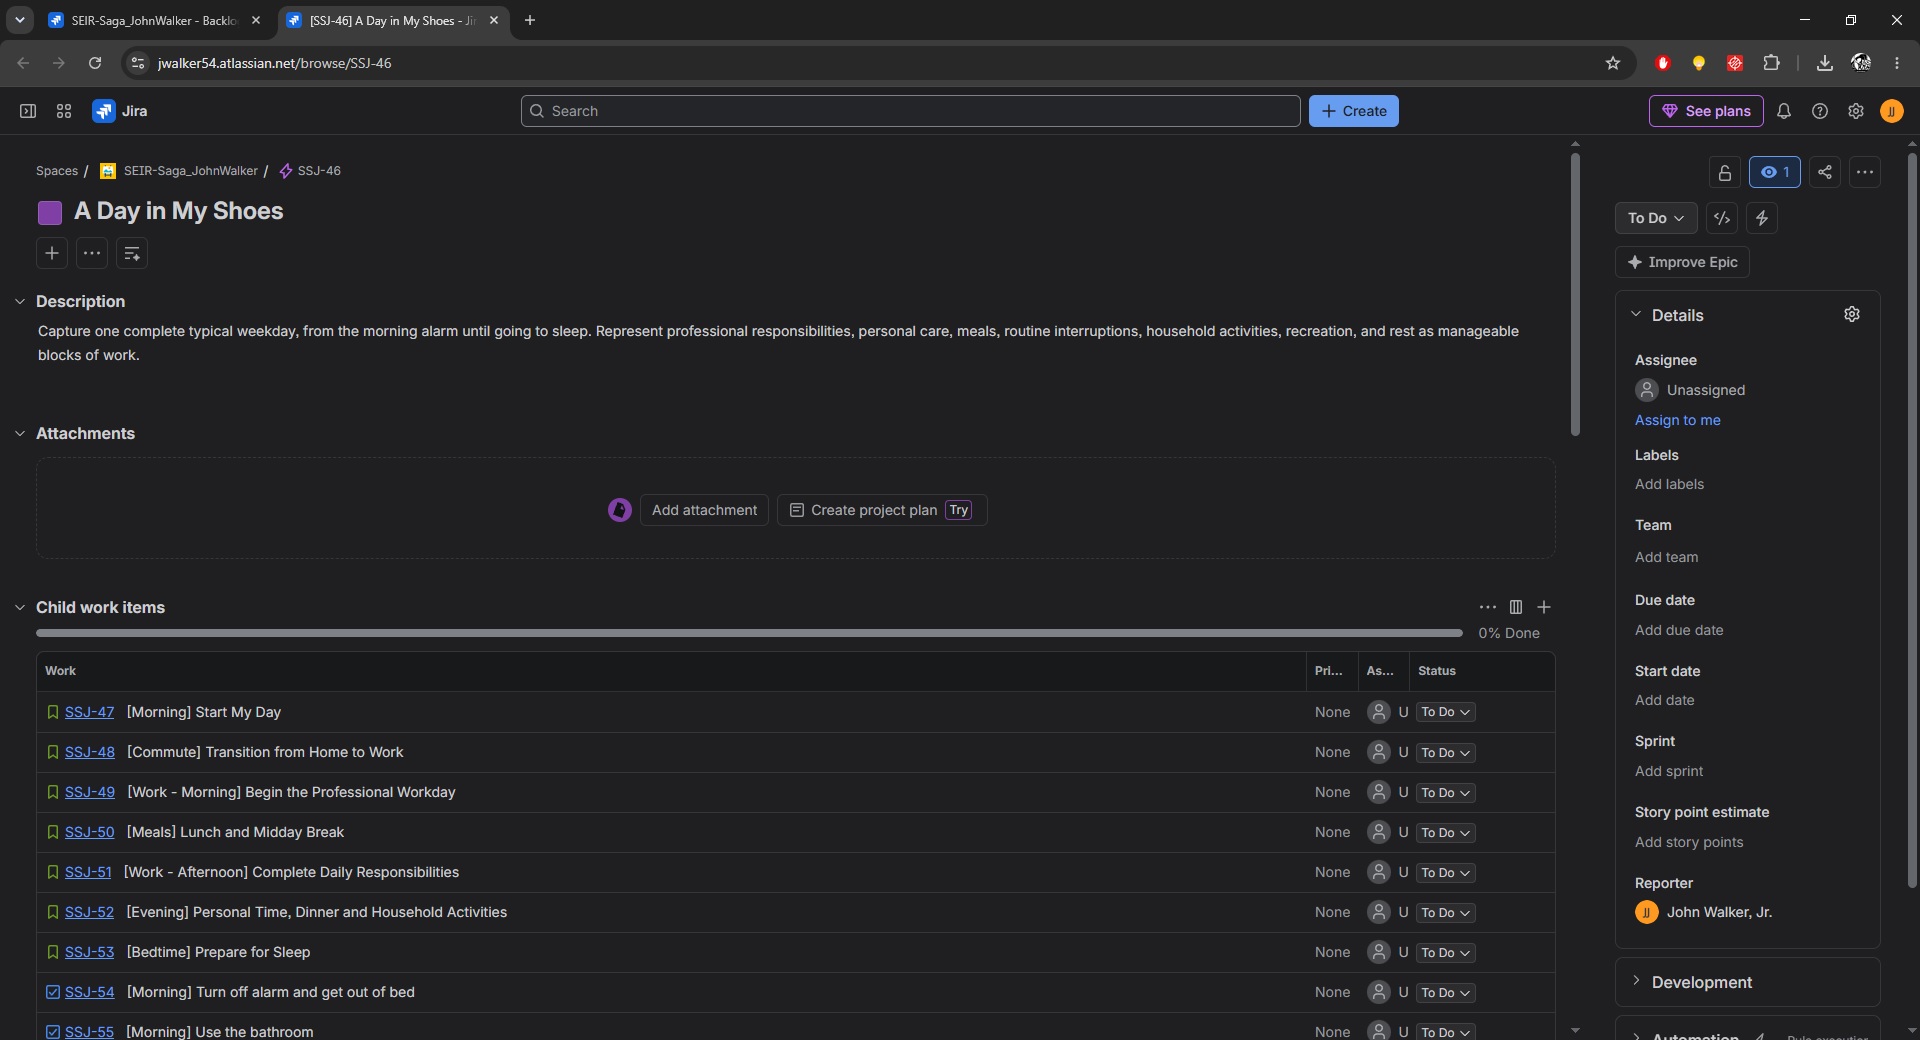 SEIR-Saga_JohnWalker - Backlo
[SSJ-46] A Day in My Shoes - Ji
jwalker54.atlassian.net/browse/SSJ-46
Jira
Search
Create
See plans
JJ
Spaces / SEIR-Saga_JohnWalker / SSJ-46
A Day in My Shoes
Description
Capture one complete typical weekday, from the morning alarm until going to sleep. Represent professional responsibilities, personal care, meals, routine interruptions, household activities, recreation, and rest as manageable
blocks of work.
Attachments
Add attachment
Create project plan Try
Child work items
0% Done
Work Pri... As... Status
SSJ-47 [Morning] Start My Day None U To Do
SSJ-48 [Commute] Transition from Home to Work None U To Do
SSJ-49 [Work - Morning] Begin the Professional Workday None U To Do
SSJ-50 [Meals] Lunch and Midday Break None U To Do
SSJ-51 [Work - Afternoon] Complete Daily Responsibilities None U To Do
SSJ-52 [Evening] Personal Time, Dinner and Household Activities None U To Do
SSJ-53 [Bedtime] Prepare for Sleep None U To Do
SSJ-54 [Morning] Turn off alarm and get out of bed None U To Do
SSJ-55 [Morning] Use the bathroom None U To Do
1
To Do
Improve Epic
Details
Assignee
Unassigned
Assign to me
Labels
Add labels
Team
Add team
Due date
Add due date
Start date
Add date
Sprint
Add sprint
Story point estimate
Add story points
Reporter
JJ John Walker, Jr.
Development
Automation